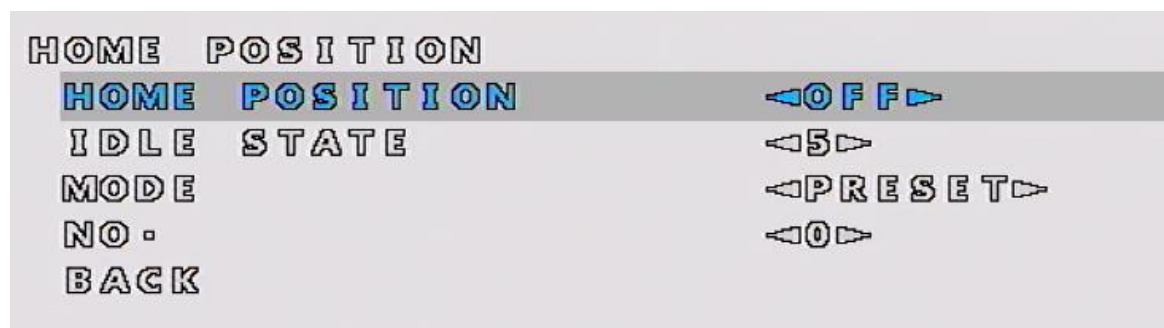 HOME POSITION
HOME POSITION ◅OFF▻
IDLE STATE ◅5▻
MODE ◅PRESET▻
NO. ◅0▻
BACK